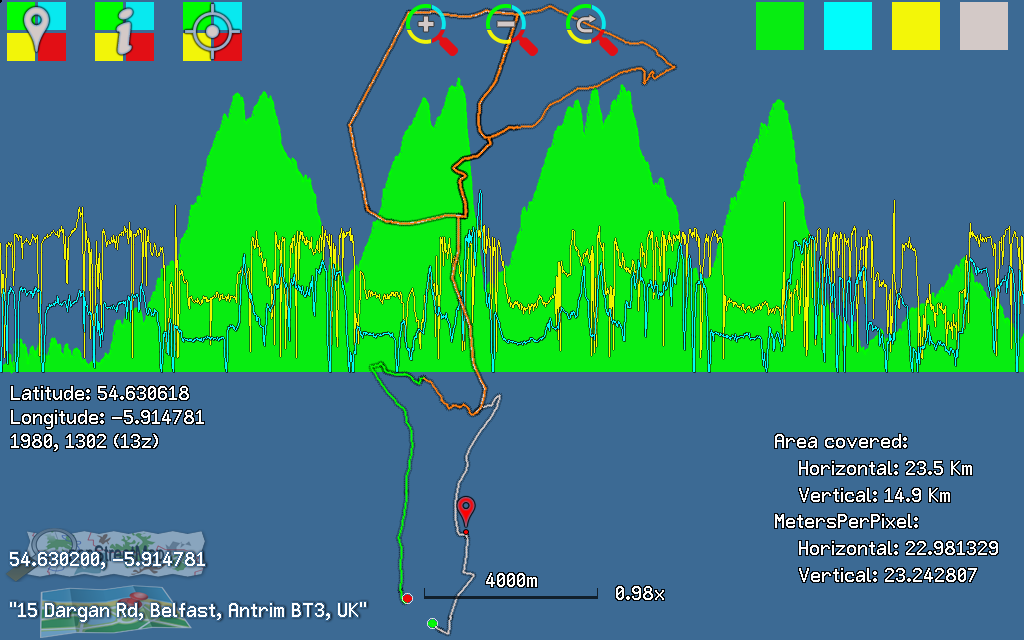 Latitude: 54.630618
Longitude: -5.914781
1980, 1302 (13z)
Area covered:
Horizontal: 23.5 Km
Vertical: 14.9 Km
MetersPerPixel:
Horizontal: 22.981329
Vertical: 23.242807
54.630200, -5.914781
4000m
0.98x
"15 Dargan Rd, Belfast, Antrim BT3, UK"